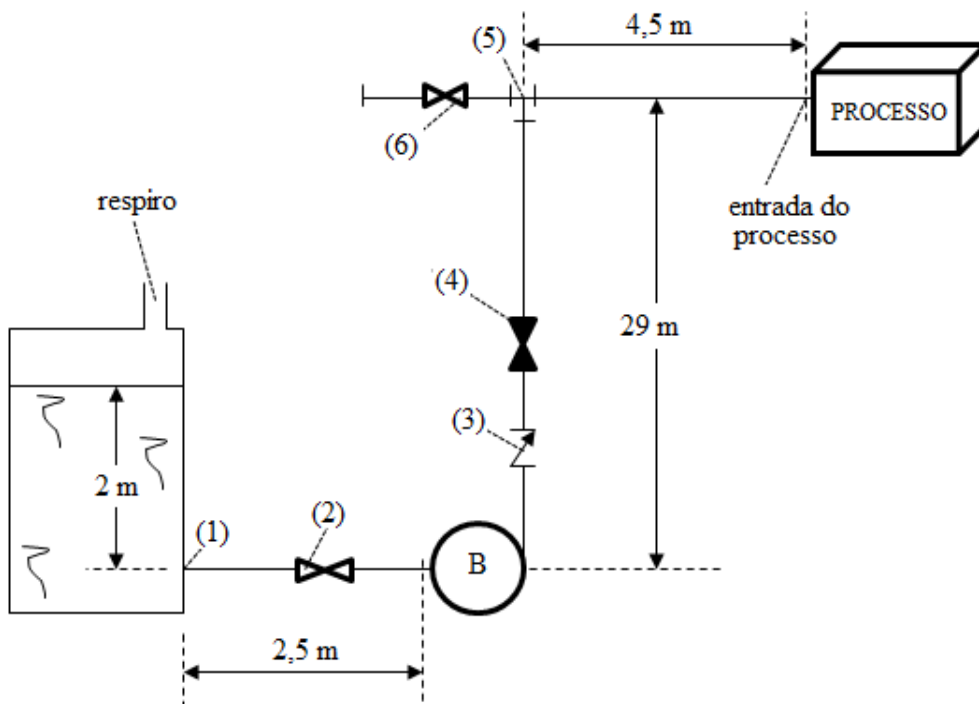 4,5 m
(5)
PROCESSO
(6)
entrada do
processo
respiro
(4)
29 m
(3)
2 m
(2)
(1)
B
2,5 m